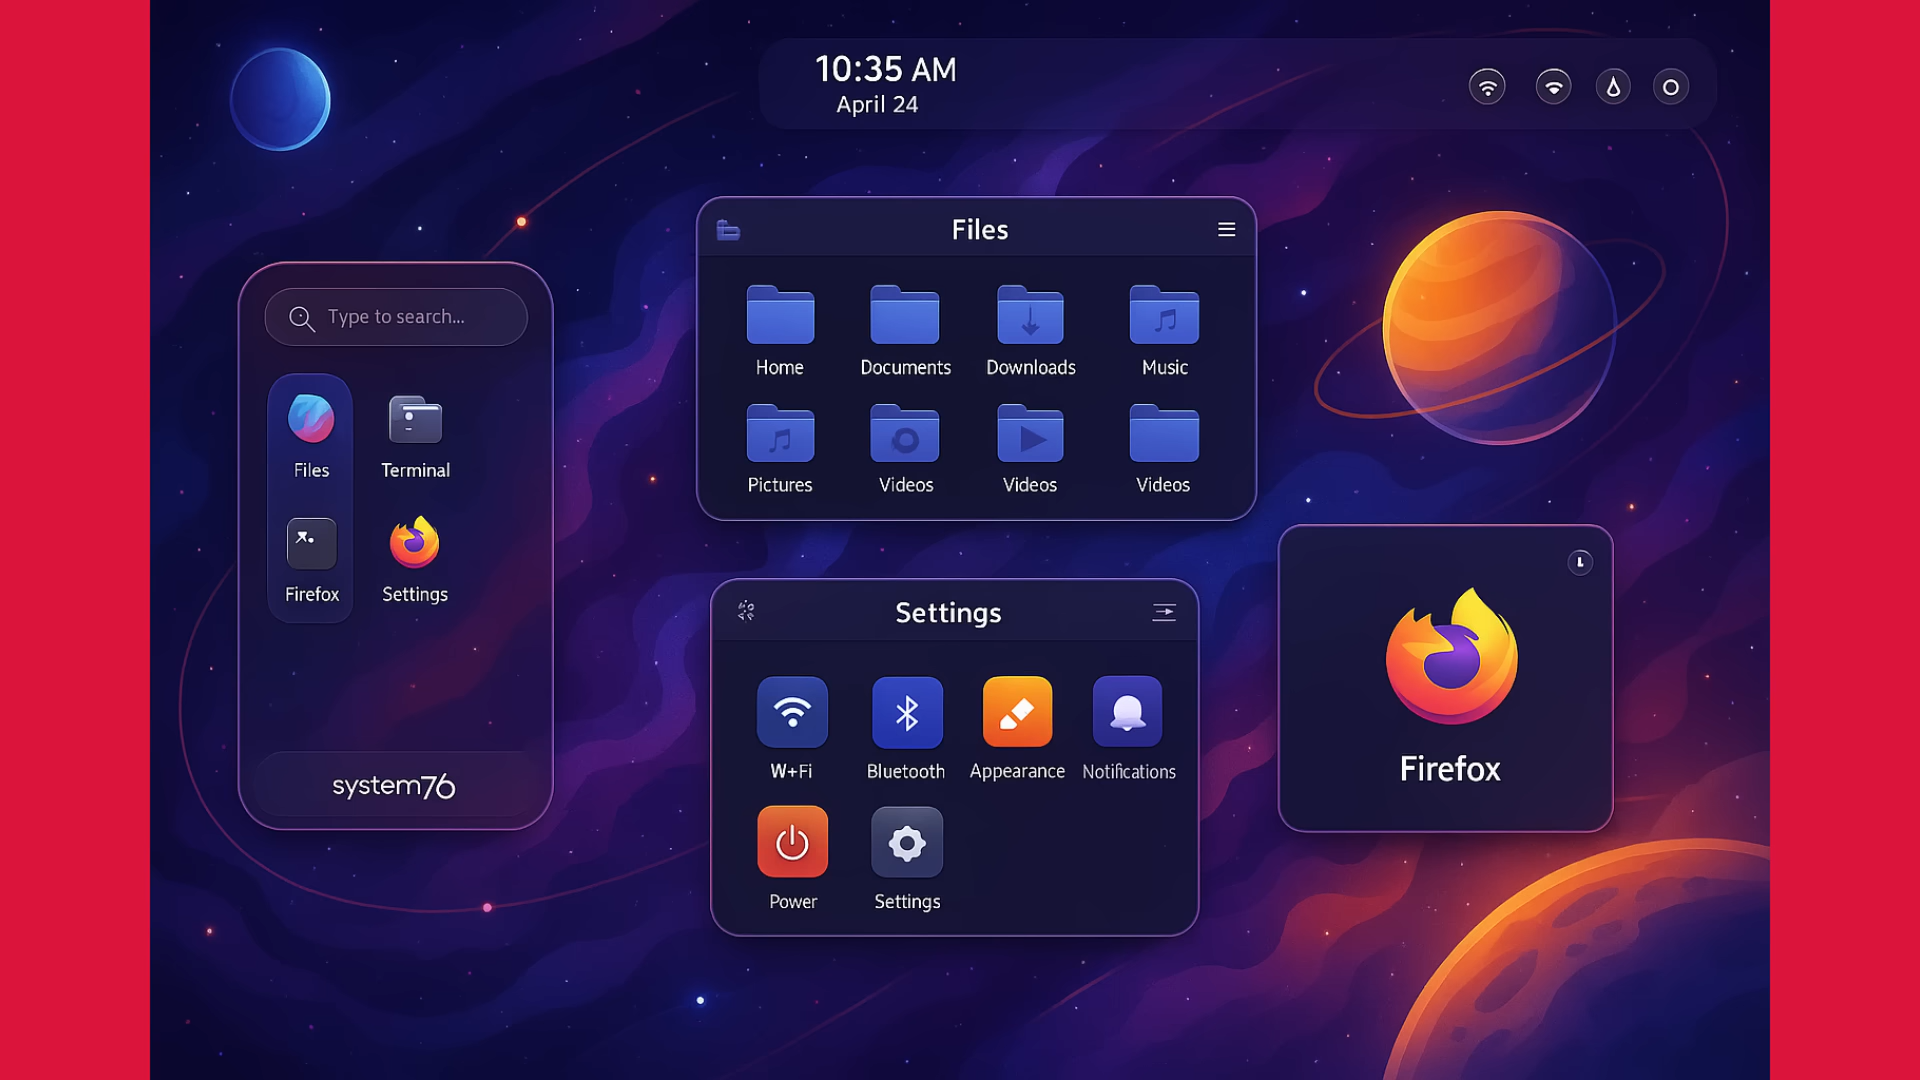 10:35 AM
April 24
Type to search...
Files
Terminal
Firefox
Settings
system76
Files
Home
Documents
Downloads
Music
Pictures
Videos
Videos
Videos
Settings
W+Fi
Bluetooth
Appearance
Notifications
Power
Settings
Firefox